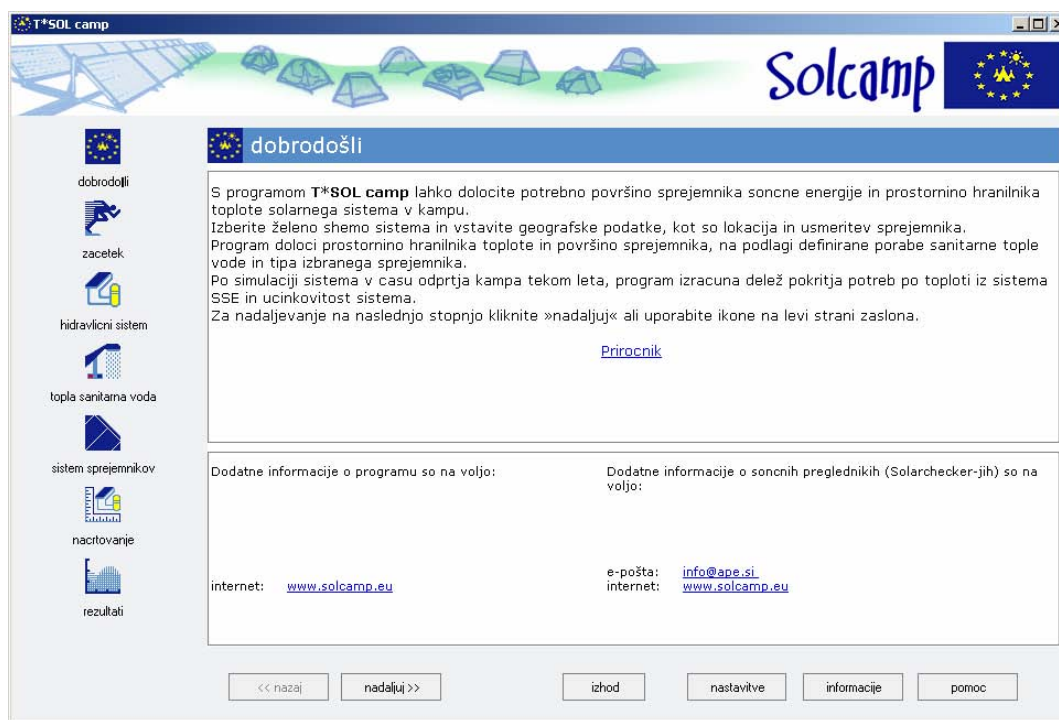 T*SOL camp
Solcamp
dobrodošli
dobrodošli
zacetek
hidravlicni sistem
topla sanitarna voda
sistem sprejemnikov
nacrtovanje
rezultati
S programom T*SOL camp lahko dolocite potrebno površino sprejemnika soncne energije in prostornino hranilnika
toplote solarnega sistema v kampu.
Izberite želeno shemo sistema in vstavite geografske podatke, kot so lokacija in usmeritev sprejemnika.
Program doloci prostornino hranilnika toplote in površino sprejemnika, na podlagi definirane porabe sanitarne tople
vode in tipa izbranega sprejemnika.
Po simulaciji sistema v casu odprtja kampa tekom leta, program izracuna delež pokritja potreb po toploti iz sistema
SSE in ucinkovitost sistema.
Za nadaljevanje na naslednjo stopnjo kliknite »nadaljuj« ali uporabite ikone na levi strani zaslona.
Prirocnik
Dodatne informacije o programu so na voljo:
internet: www.solcamp.eu
Dodatne informacije o soncnih preglednikih (Solarchecker-jih) so na
voljo:
e-pošta: info@ape.si
internet: www.solcamp.eu
<< nazaj
nadaljuj >>
izhod
nastavitve
informacije
pomoc